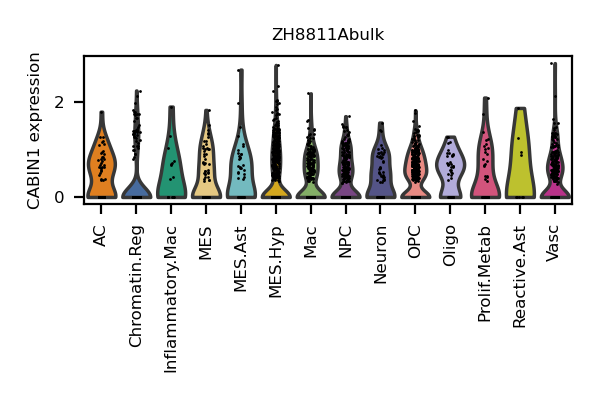 ZH8811Abulk
CABIN1 expression
2
0
AC
Chromatin.Reg
Inflammatory.Mac
MES
MES.Ast
MES.Hyp
Mac
NPC
Neuron
OPC
Oligo
Prolif.Metab
Reactive.Ast
Vasc